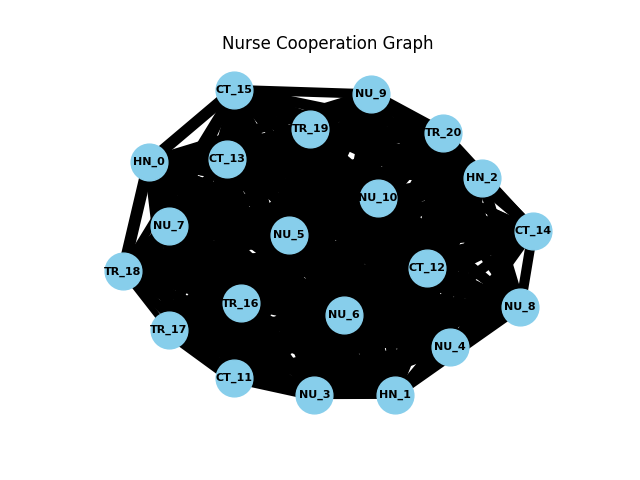 Nurse Cooperation Graph
CT_15
NU_9
TR_19
TR_20
CT_13
HN_0
HN_2
NU_10
NU_7
CT_14
NU_5
CT_12
TR_18
TR_16
NU_8
NU_6
TR_17
NU_4
CT_11
NU_3
HN_1